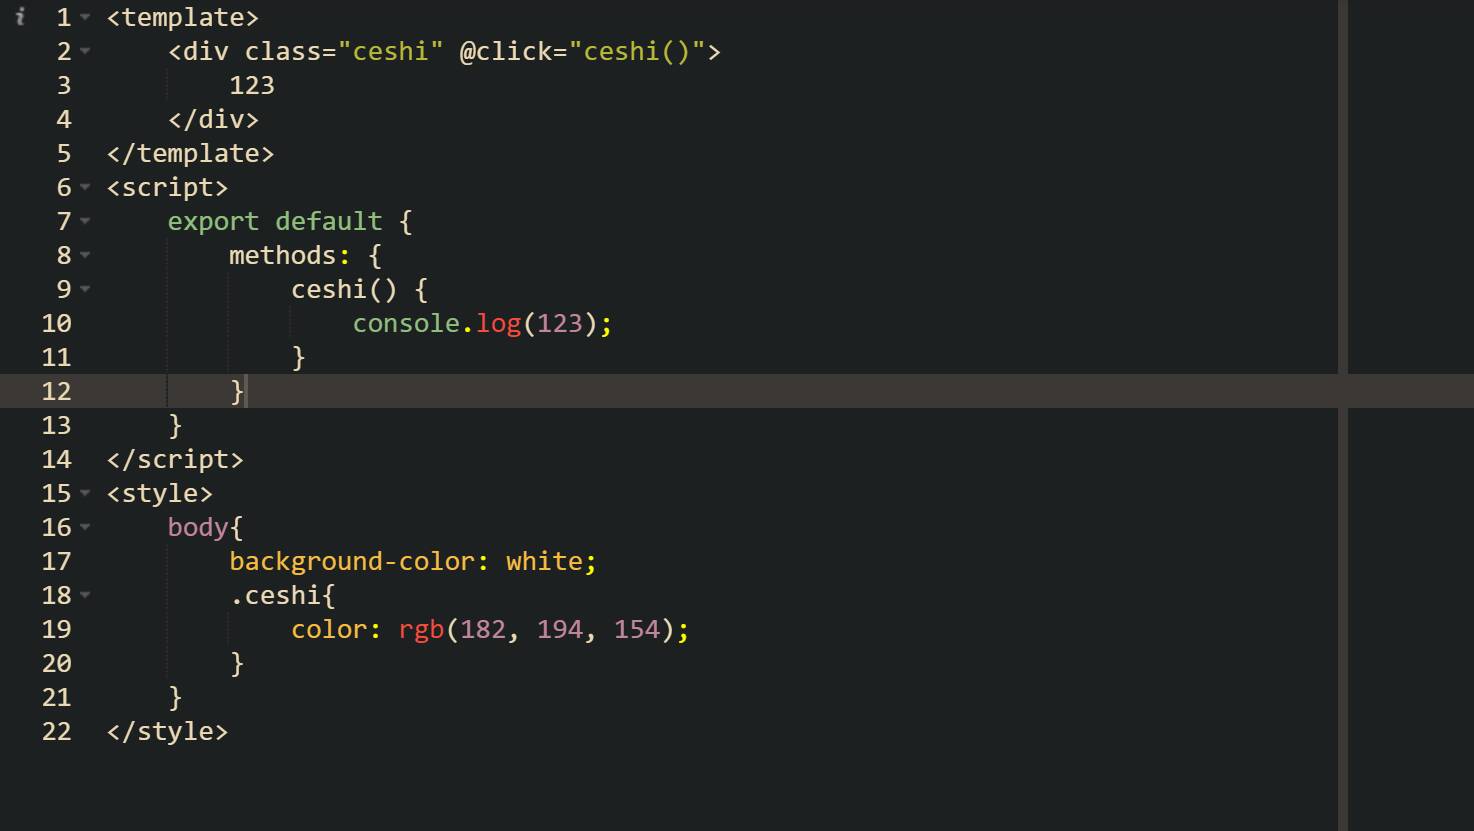 1 <template>
2     <div class="ceshi" @click="ceshi()">
3         123
4     </div>
5 </template>
6 <script>
7     export default {
8         methods: {
9             ceshi() {
10                 console.log(123);
11             }
12         }
13     }
14 </script>
15 <style>
16     body{
17         background-color: white;
18         .ceshi{
19             color: rgb(182, 194, 154);
20         }
21     }
22 </style>